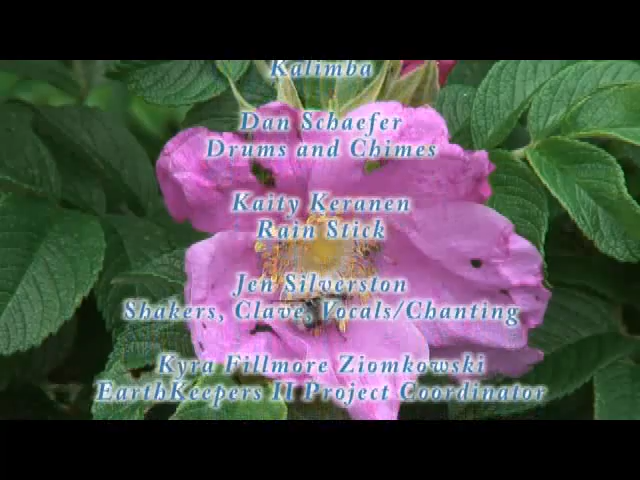 Kalimba
Dan Schaefer
Drums and Chimes
Kaity Keranen
Rain Stick
Jen Silverston
Shakers, Clave, Vocals/Chanting
Kyra Fillmore Ziomkowski
EarthKeepers II Project Coordinator